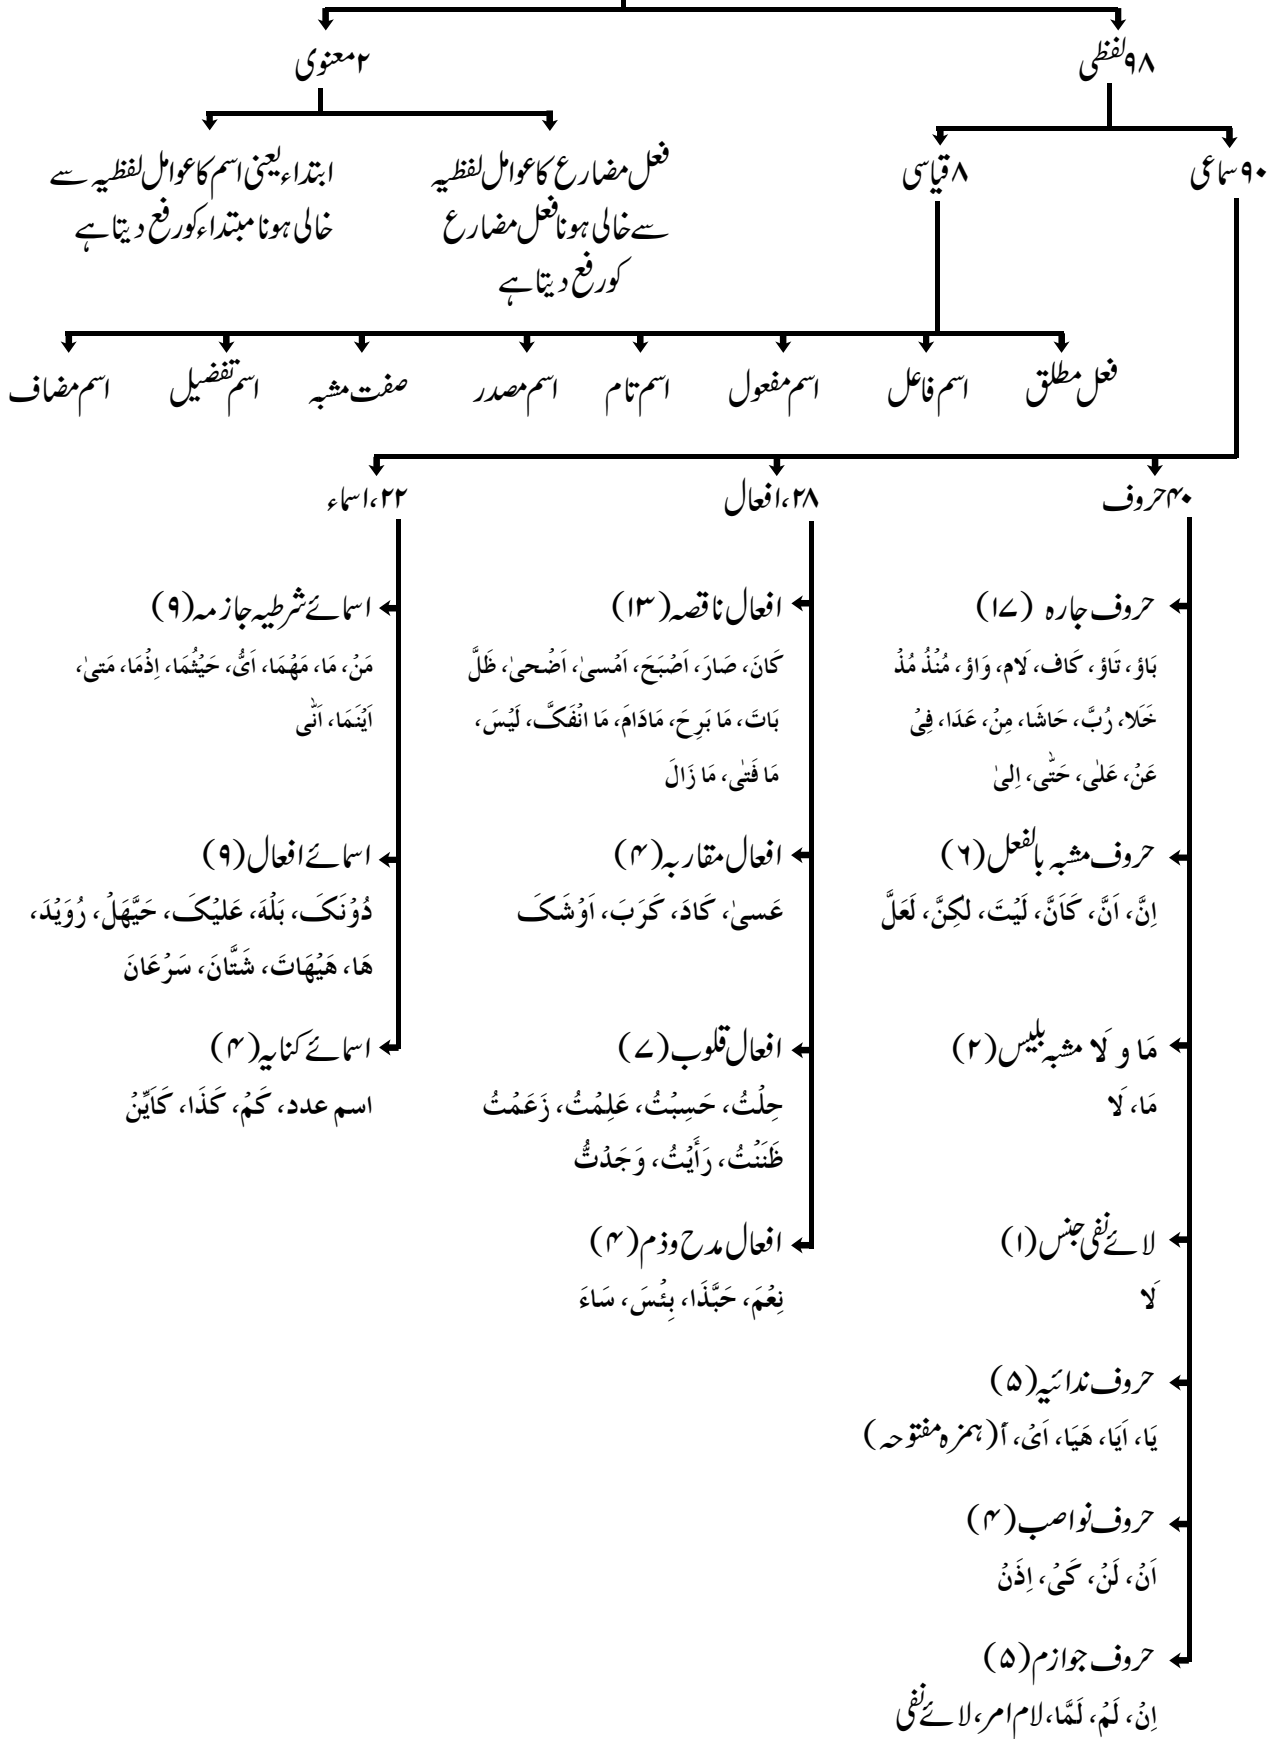 ۹۸لفظی
۲معنوی
۹۰سماعی
۸قیاسی
فعل مضارع کا عوامل لفظیہ
سے خالی ہونا فعل مضارع
کو رفع دیتا ہے
ابتداء یعنی اسم کا عوامل لفظیہ سے
خالی ہونا مبتداء کو رفع دیتا ہے
فعل مطلق
اسم فاعل
اسم مفعول
اسم تام
اسم مصدر
صفت مشبہ
اسم تفضیل
اسم مضاف
۴۰حروف
حروف جارہ (۱۷)
بَاؤ، تَاؤ، كَاف، لَام، وَاؤ، مُنْذُ مُذْ
خَلَا، رُبَّ، حَاشَا، مِنْ، عَدَا، فِیْ
عَنْ، عَلٰی، حَتّٰی، اِلیٰ
حروف مشبہ بالفعل (۶)
اِنَّ، اَنَّ، كَاَنَّ، لَيْتَ، لٰكِنَّ، لَعَلَّ
مَا و لَا مشبہ بلیس (۲)
مَا، لَا
لائے نفی جنس (۱)
لَا
حروف ندائیہ (۵)
یَا، اَیَا، هَیَا، اَیْ، أَ (ہمزہ مفتوحہ)
حروف نواصب (۴)
اَنْ، لَنْ، كَیْ، اِذَنْ
حروف جوازم (۵)
اِنْ، لَمْ، لَمَّا، لام امر، لائے نفی
۲۸، افعال
افعال ناقصہ (۱۳)
كَانَ، صَارَ، اَصْبَحَ، اَمْسیٰ، اَضْحیٰ، ظَلَّ
بَاتَ، مَا بَرِحَ، مَادَامَ، مَا انْفَكَّ، لَيْسَ،
مَا فَتٰی، مَا زَالَ
افعال مقاربہ (۴)
عَسیٰ، كَادَ، كَرَبَ، اَوْشَکَ
افعال قلوب (۷)
حِلْتُ، حَسِبْتُ، عَلِمْتُ، زَعَمْتُ
ظَنَنْتُ، رَأَيْتُ، وَجَدْتُّ
افعال مدح وذم (۴)
نِعْمَ، حَبَّذَا، بِئْسَ، سَاءَ
۲۲، اسماء
اسمائے شرطیہ جازمہ (۹)
مَنْ، مَا، مَهْمَا، اَیُّ، حَيْثُمَا، اِذْمَا، مَتیٰ،
اَيْنَمَا، اَنّٰی
اسمائے افعال (۹)
دُوْنَکَ، بَلْهَ، عَلَيْکَ، حَيَّهَلْ، رُوَيْدَ،
هَا، هَيْهَاتَ، شَتَّانَ، سَرْعَانَ
اسمائے کنایہ (۴)
اسم عدد، كَمْ، كَذَا، كَاَيِّنْ